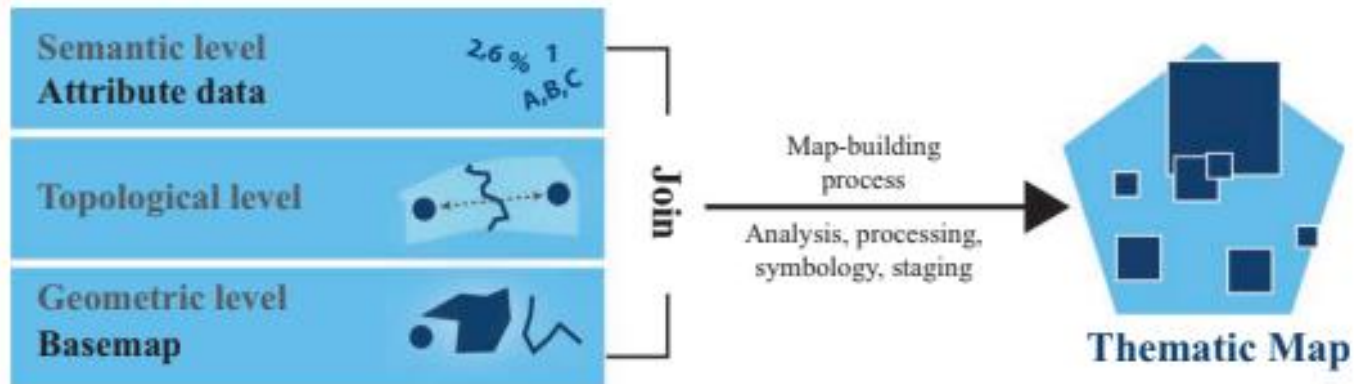 Semantic level
Attribute data
2,6 % 1
A,B,C
Topological level
Geometric level
Basemap
Join
Map-building
process
Analysis, processing,
symbology, staging
Thematic Map